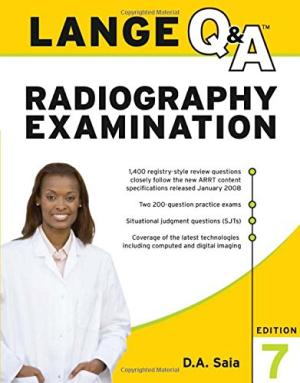 LANGE Q&A™
RADIOGRAPHY
EXAMINATION
1,400 registry-style review questions
closely follow the new ARRT content
specifications released January 2008
Two 200-question practice exams
Situational judgment questions (SJTs)
Coverage of the latest technologies
including computed and digital imaging
EDITION
D.A. Saia
7